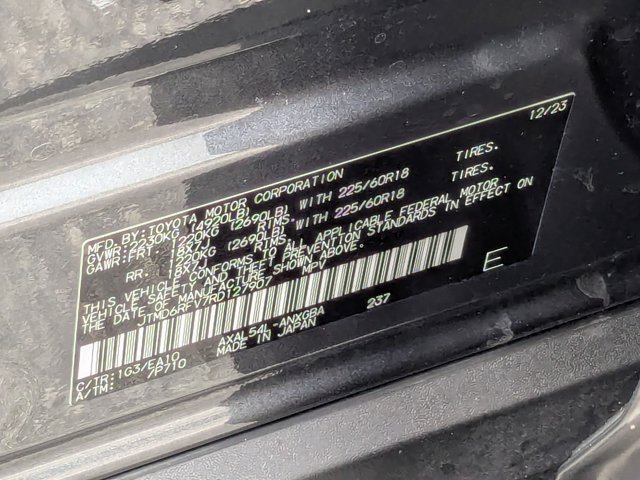 MFD.BY:TOYOTA MOTOR CORPORATION 12/23
GVWR:2230KG (4920LB)
GAWR:FRT. 1220KG (2690LB) WITH 225/60R18 TIRES.
18X7J RIMS.
RR. 1220KG (2690LB) WITH 225/60R18 TIRES.
18X7J RIMS.
THIS VEHICLE CONFORMS TO ALL APPLICABLE FEDERAL MOTOR
VEHICLE SAFETY AND THEFT PREVENTION STANDARDS IN EFFECT ON
THE DATE OF MANUFACTURE SHOWN ABOVE.
JTMD6RFV7RD127907 MPV
E
237
C/TR:1G3/EA10 AXAL54L-ANXGBA
A/TM: /P710 MADE IN JAPAN